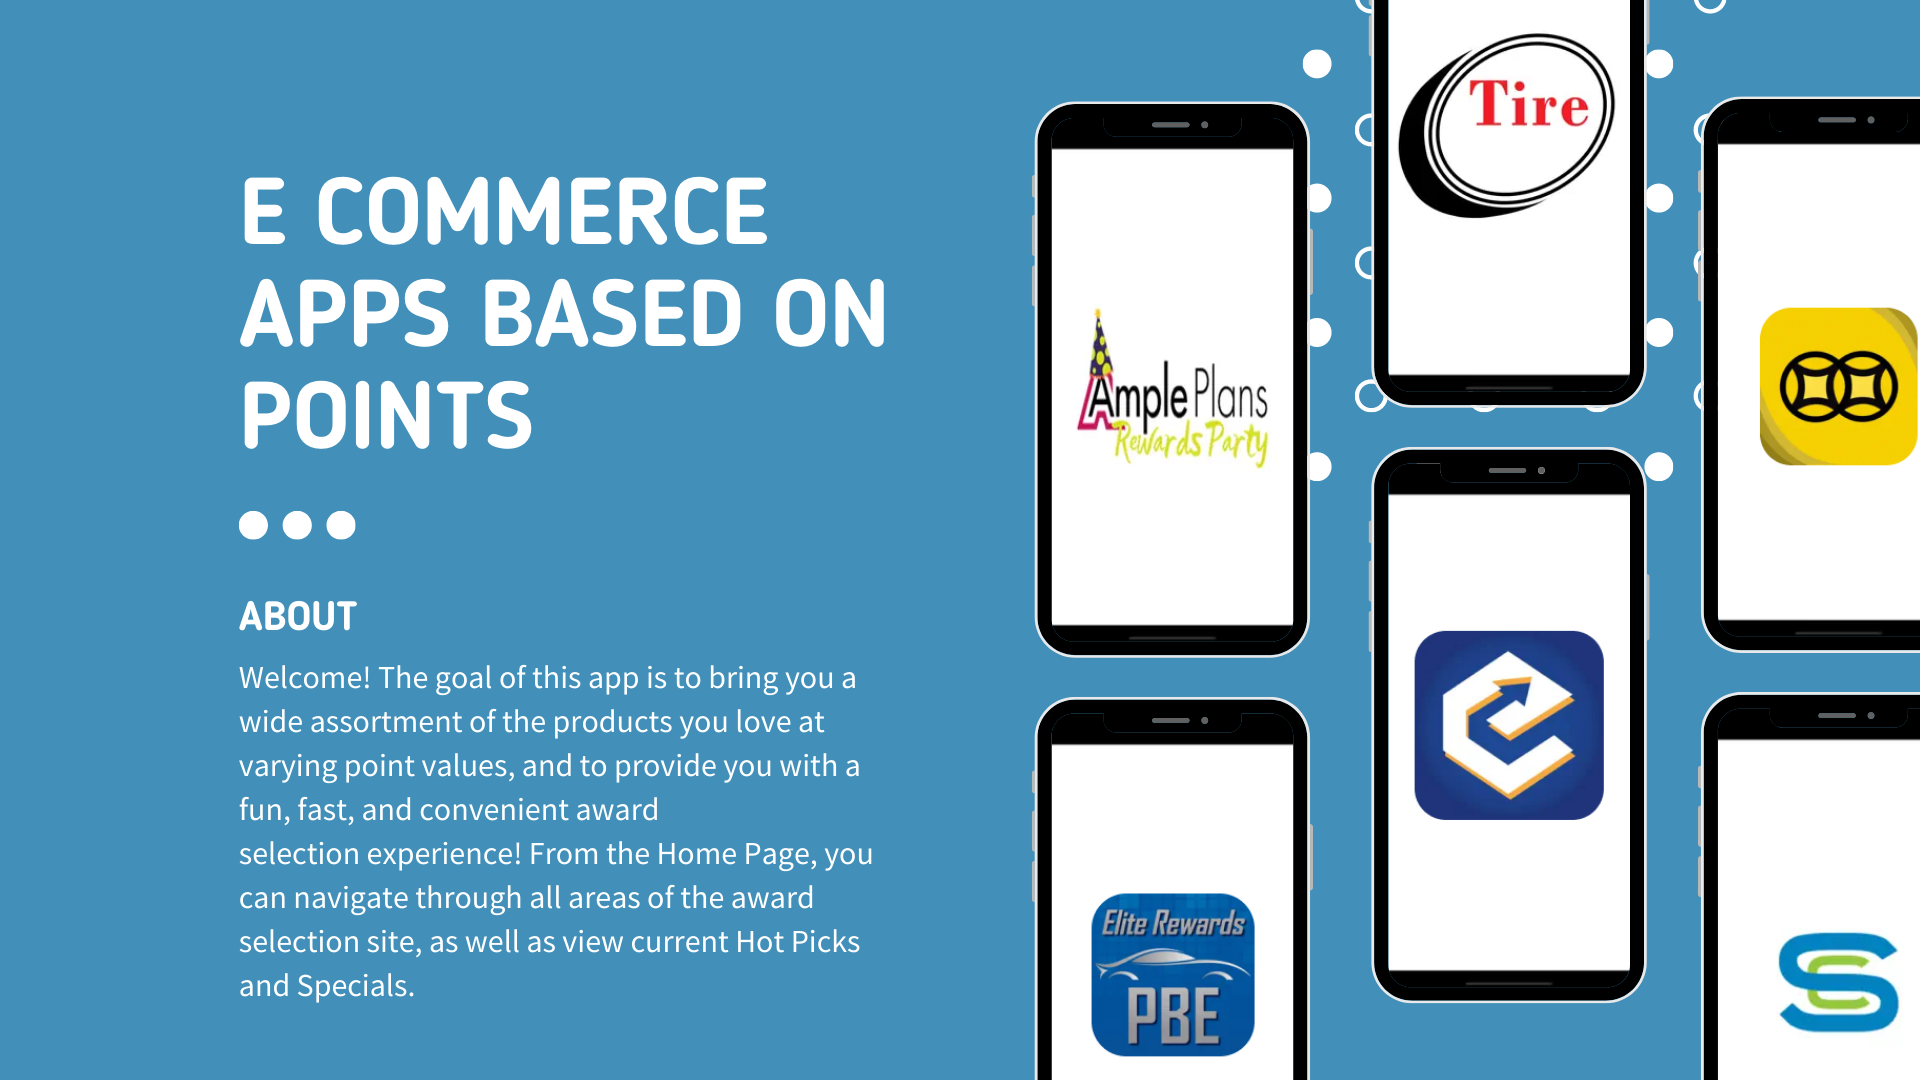 E COMMERCE
APPS BASED ON
POINTS
ABOUT
Welcome! The goal of this app is to bring you a
wide assortment of the products you love at
varying point values, and to provide you with a
fun, fast, and convenient award
selection experience! From the Home Page, you
can navigate through all areas of the award
selection site, as well as view current Hot Picks
and Specials.
Ample Plans
Rewards Party
Elite Rewards
PBE
Tire
SC